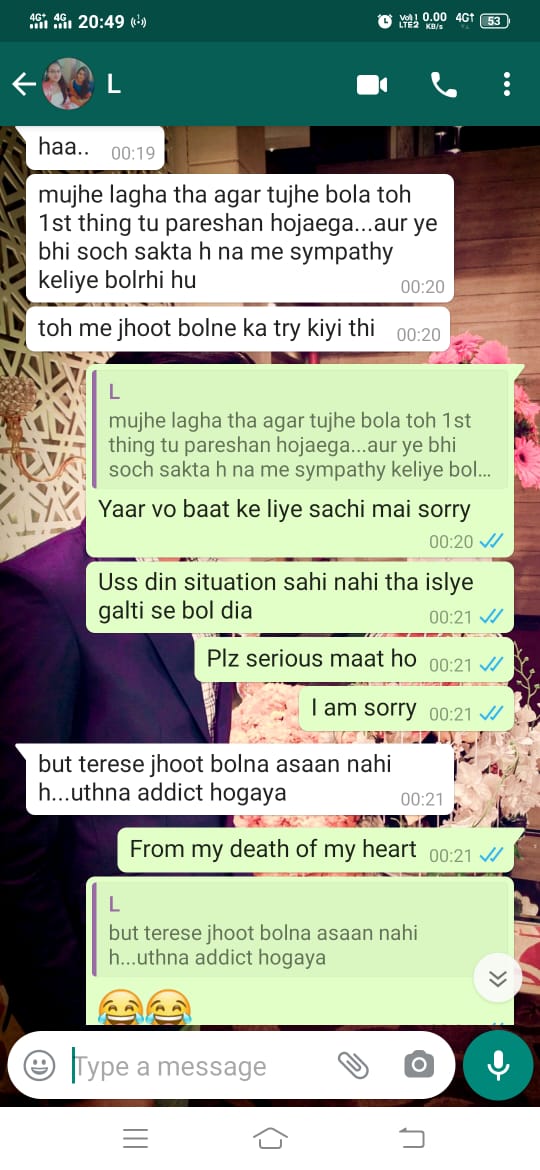 4G+ 4G 20:49 VoI) 1 LTE2 0.00 KB/s 4G↑ 53
L
haa.. 00:19
mujhe lagha tha agar tujhe bola toh
1st thing tu pareshan hojaega...aur ye
bhi soch sakta h na me sympathy
keliye bolrhi hu 00:20
toh me jhoot bolne ka try kiyi thi 00:20
L
mujhe lagha tha agar tujhe bola toh 1st
thing tu pareshan hojaega...aur ye bhi
soch sakta h na me sympathy keliye bol...
Yaar vo baat ke liye sachi mai sorry
00:20
Uss din situation sahi nahi tha islye
galti se bol dia 00:21
Plz serious maat ho 00:21
I am sorry 00:21
but terese jhoot bolna asaan nahi
h...uthna addict hogaya 00:21
From my death of my heart 00:21
L
but terese jhoot bolna asaan nahi
h...uthna addict hogaya
😂😂
Type a message